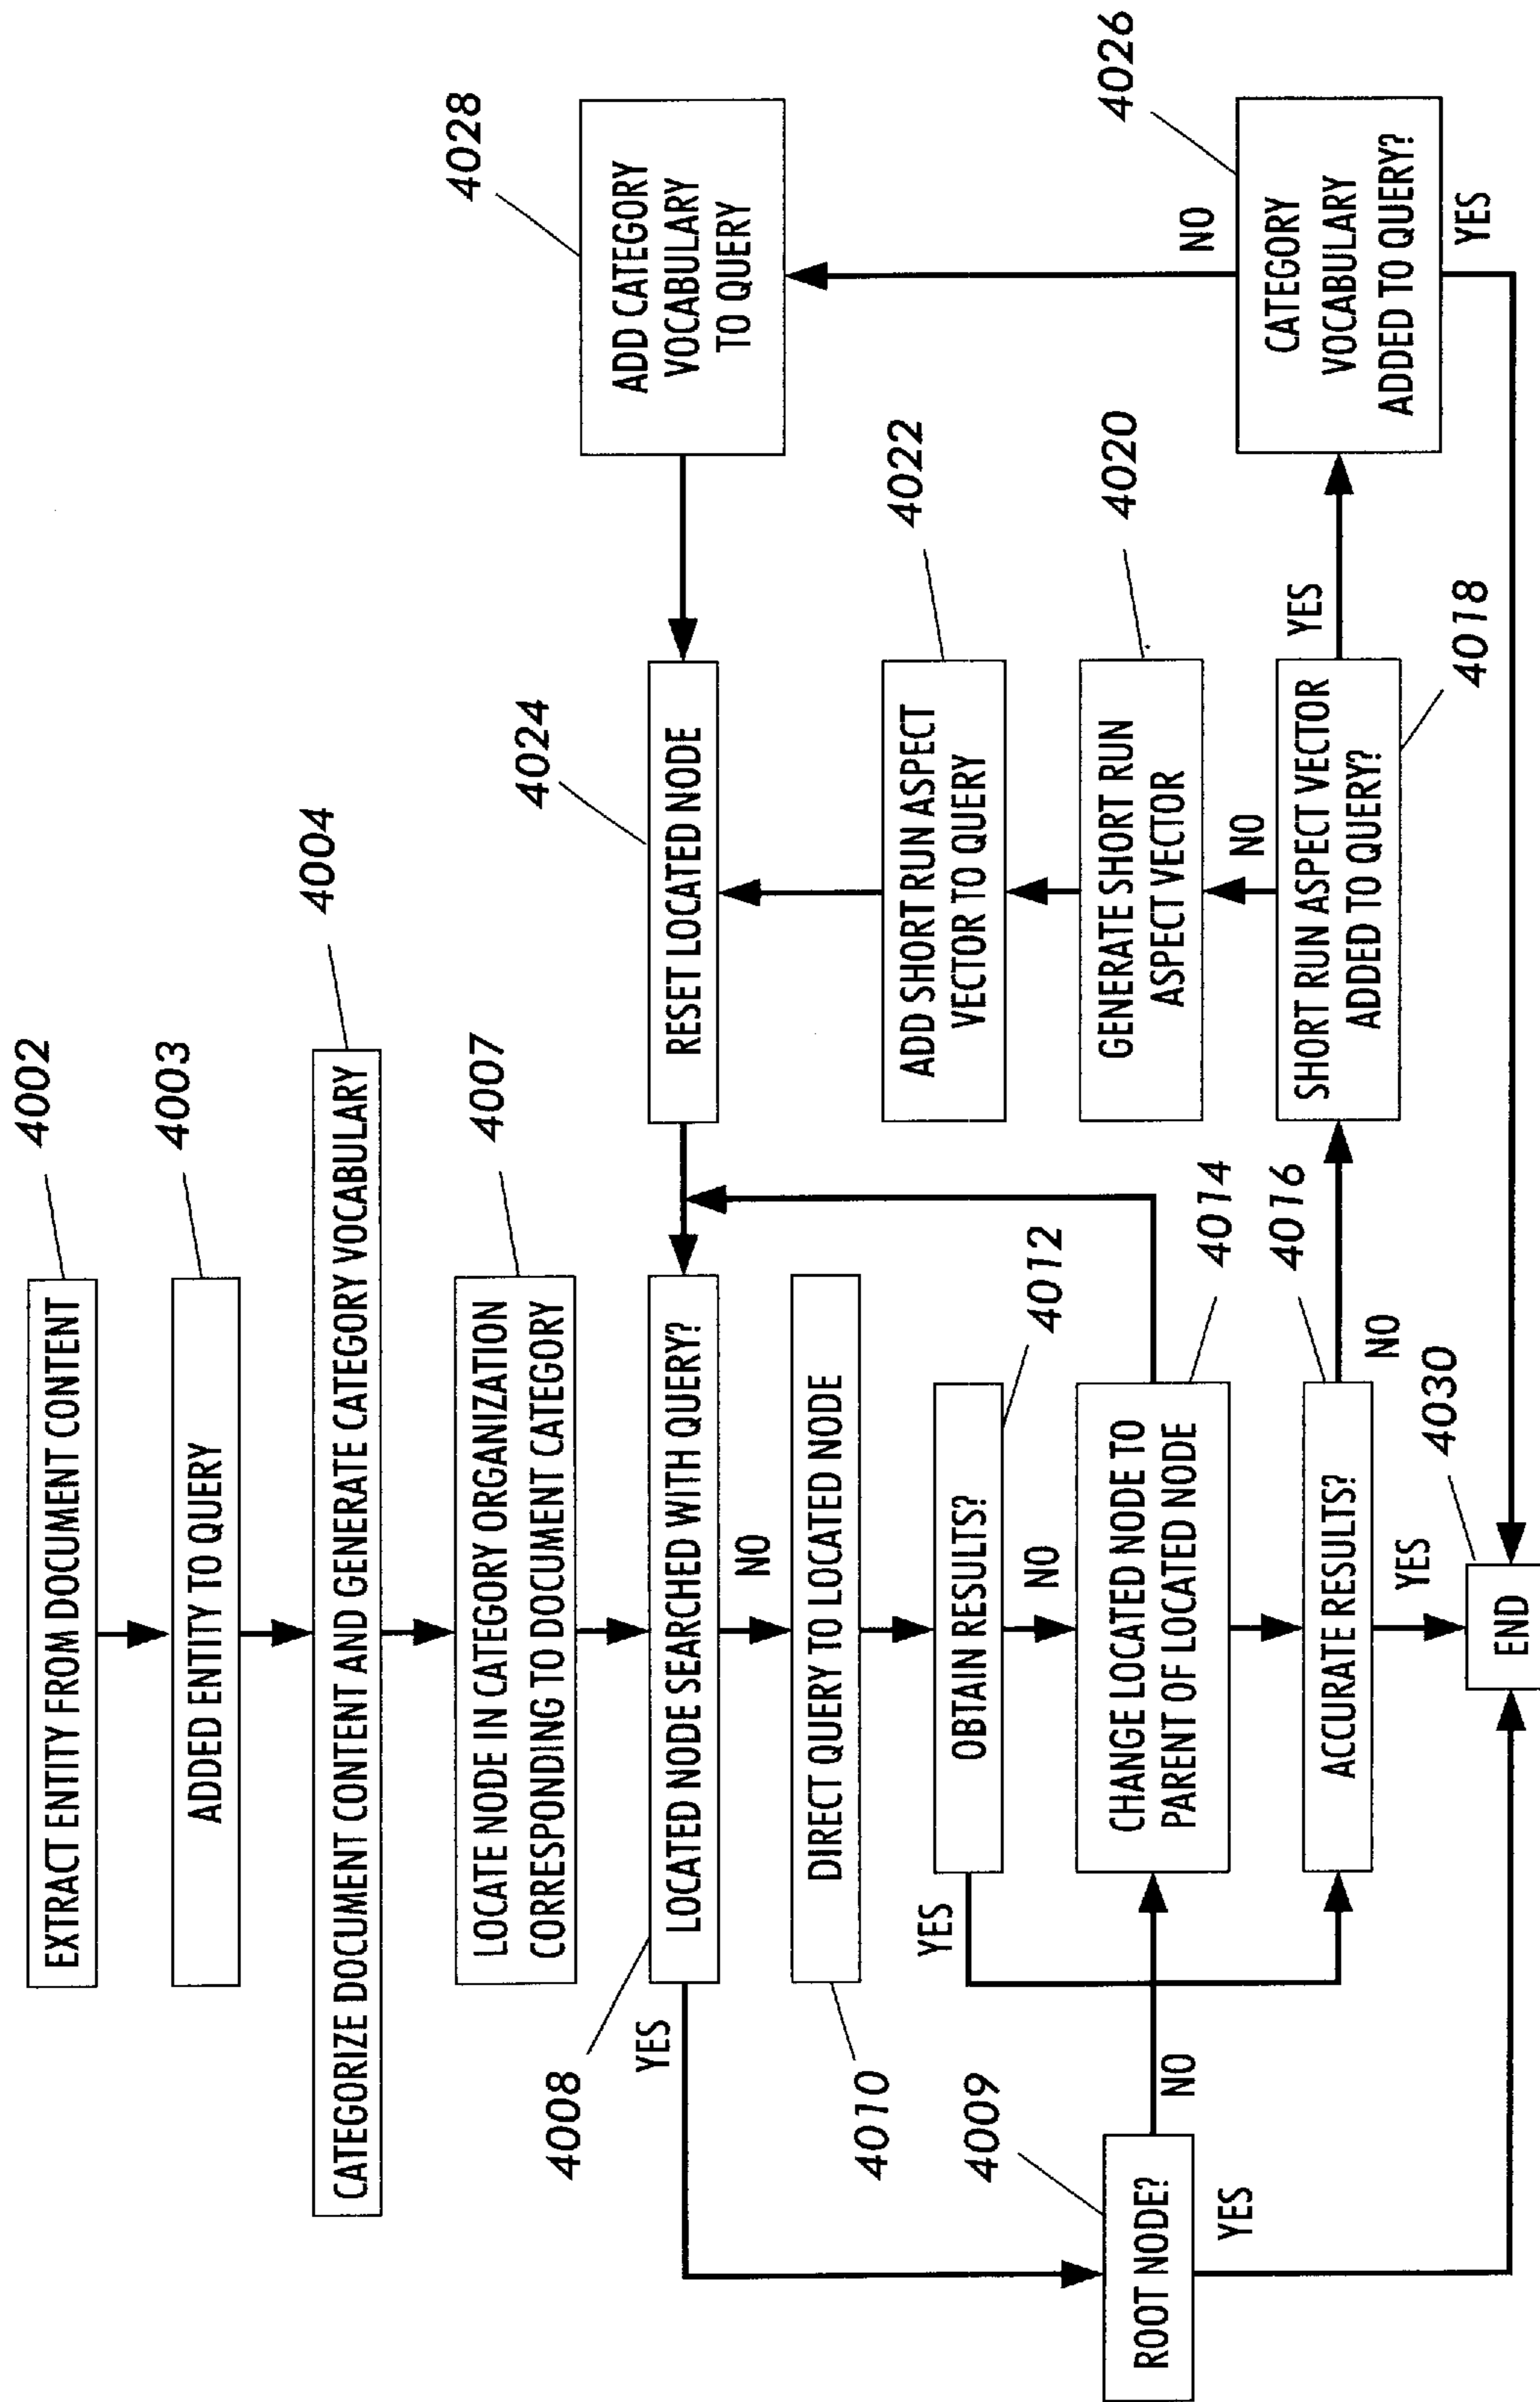 EXTRACT ENTITY FROM DOCUMENT CONTENT
4002
ADDED ENTITY TO QUERY
4003
CATEGORIZE DOCUMENT CONTENT AND GENERATE CATEGORY VOCABULARY
4004
LOCATE NODE IN CATEGORY ORGANIZATION
CORRESPONDING TO DOCUMENT CATEGORY
4007
LOCATED NODE SEARCHED WITH QUERY?
4008
YES
NO
DIRECT QUERY TO LOCATED NODE
4010
OBTAIN RESULTS?
4012
YES
NO
ROOT NODE?
4009
NO
YES
CHANGE LOCATED NODE TO
PARENT OF LOCATED NODE
4014
ACCURATE RESULTS?
4016
NO
YES
END
4030
SHORT RUN ASPECT VECTOR
ADDED TO QUERY?
4018
NO
YES
GENERATE SHORT RUN
ASPECT VECTOR
4020
ADD SHORT RUN ASPECT
VECTOR TO QUERY
4022
RESET LOCATED NODE
4024
CATEGORY
VOCABULARY
ADDED TO QUERY?
4026
NO
YES
ADD CATEGORY
VOCABULARY
TO QUERY
4028